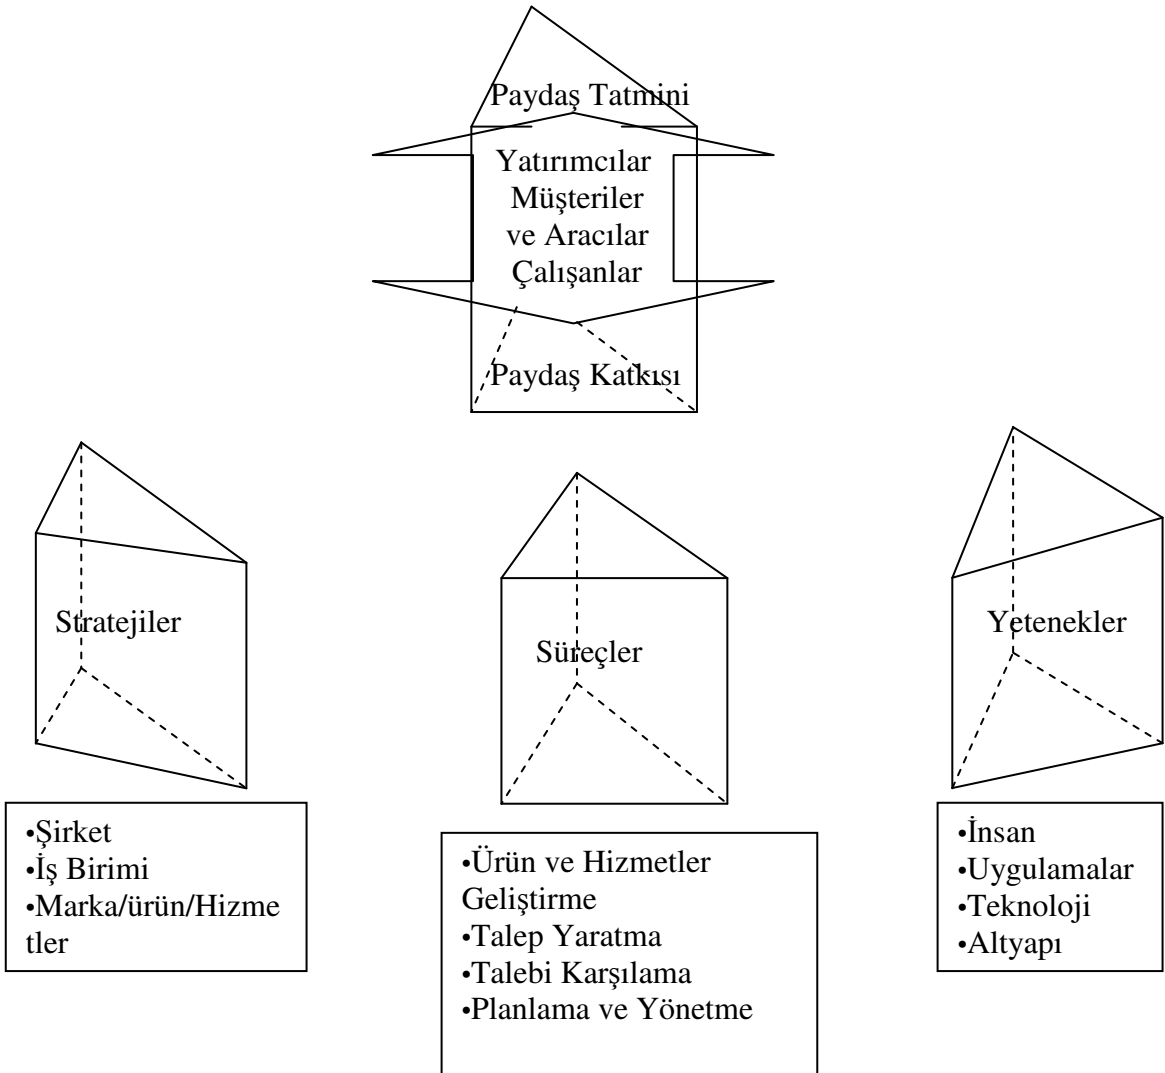 Paydaş Tatmini
Yatırımcılar
Müşteriler
ve Aracılar
Çalışanlar
Paydaş Katkısı
Stratejiler
Süreçler
Yetenekler
•Şirket
•İş Birimi
•Marka/ürün/Hizme
tler
•Ürün ve Hizmetler
Geliştirme
•Talep Yaratma
•Talebi Karşılama
•Planlama ve Yönetme
•İnsan
•Uygulamalar
•Teknoloji
•Altyapı